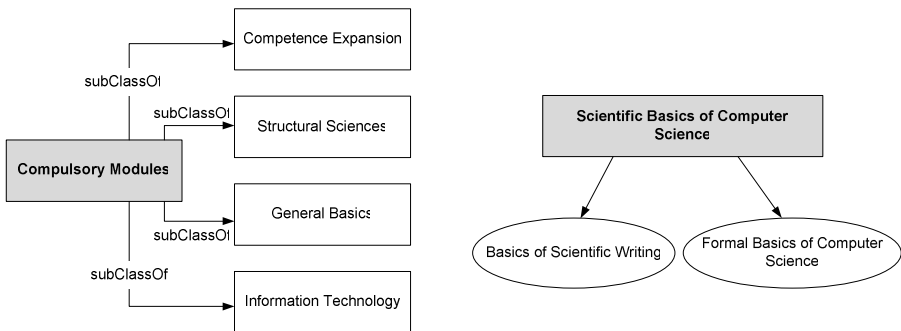 Competence Expansion
subClassOf
subClassOf
Structural Sciences
Compulsory Modules
General Basics
subClassOf
subClassOf
Information Technology
Scientific Basics of Computer
Science
Basics of Scientific Writing
Formal Basics of Computer
Science